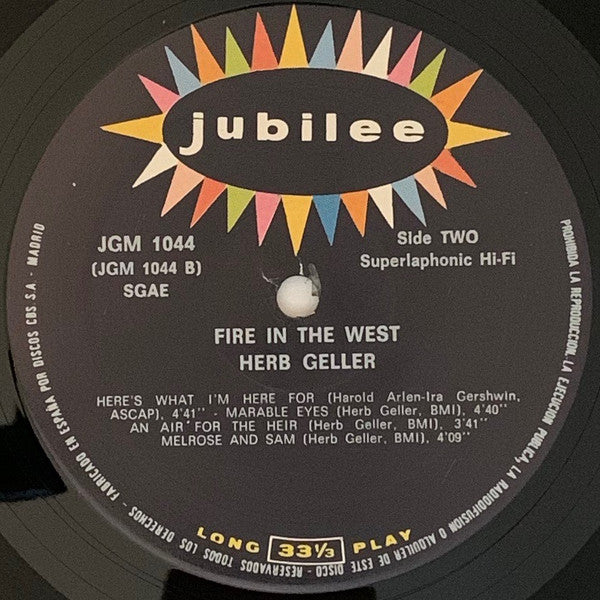 jubilee
JGM 1044
(JGM 1044 B)
SGAE
Side TWO
Superlaphonic Hi-Fi
FIRE IN THE WEST
HERB GELLER
HERE'S WHAT I'M HERE FOR (Harold Arlen-Ira Gershwin,
ASCAP), 4'41'' - MARABLE EYES (Herb Geller, BMI), 4'40''
AN AIR FOR THE HEIR (Herb Geller, BMI), 3'41''
MELROSE AND SAM (Herb Geller, BMI), 4'09''
LONG 33⅓ PLAY
FABRICADO EN ESPAÑA POR DISCOS CBS S.A. - MADRID
PROHIBIDA LA REPRODUCCION, LA EJECUCION PUBLICA, LA RADIODIFUSION O ALQUILER DE ESTE DISCO - RESERVADOS TODOS LOS DERECHOS -